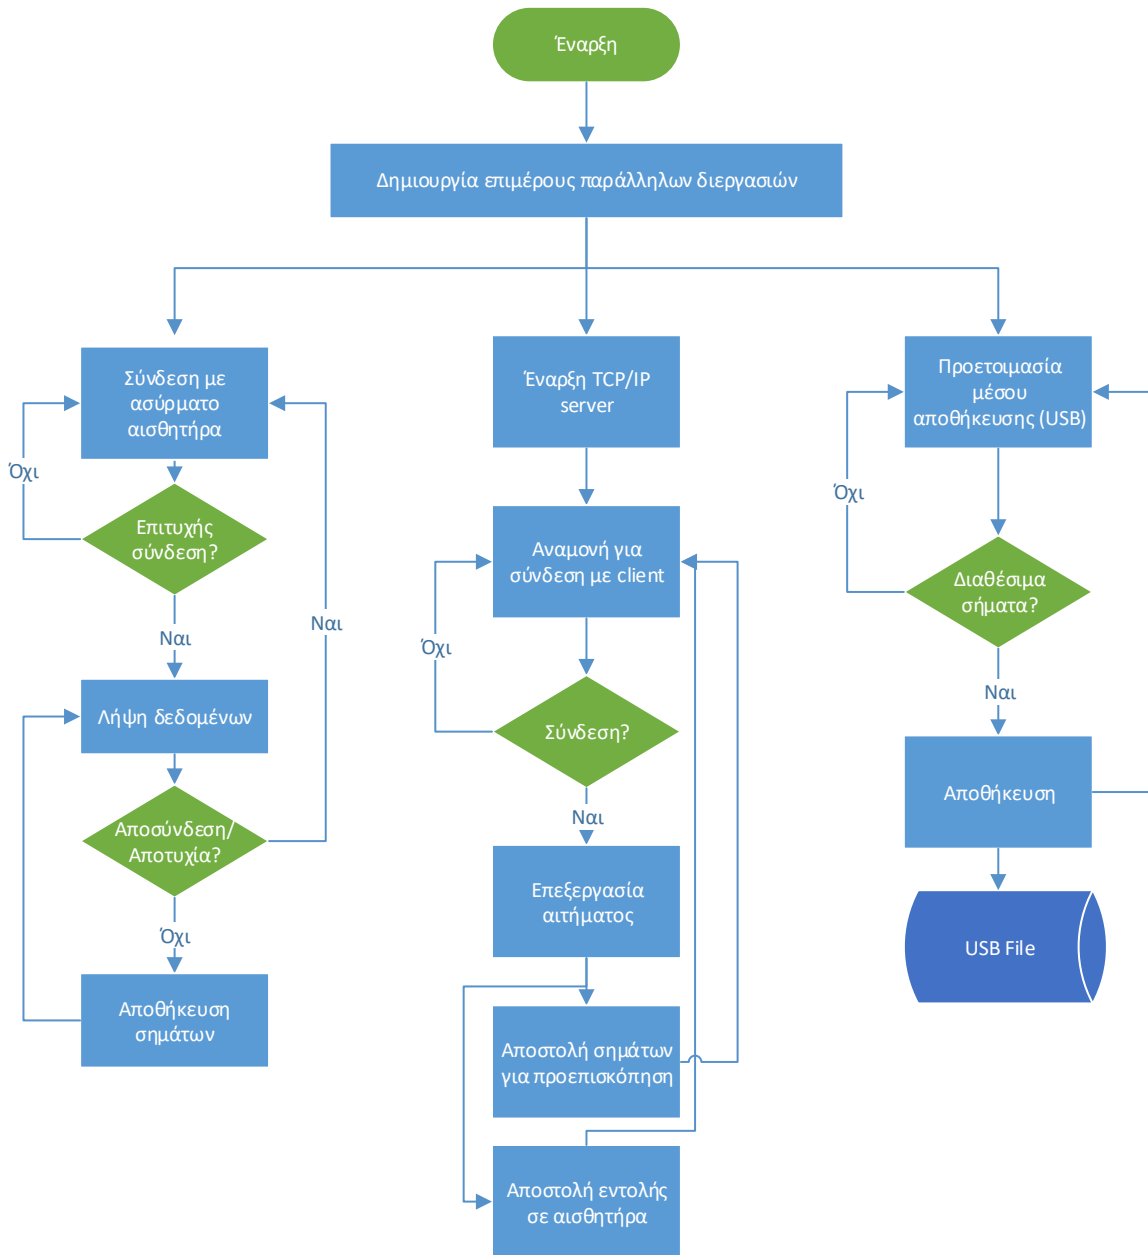 Έναρξη
Δημιουργία επιμέρους παράλληλων διεργασιών
Σύνδεση με
ασύρματο
αισθητήρα
Όχι
Επιτυχής
σύνδεση?
Ναι
Ναι
Λήψη δεδομένων
Αποσύνδεση/
Αποτυχία?
Όχι
Αποθήκευση
σημάτων
Έναρξη TCP/IP
server
Αναμονή για
σύνδεση με client
Όχι
Σύνδεση?
Ναι
Επεξεργασία
αιτήματος
Αποστολή σημάτων
για προεπισκόπηση
Αποστολή εντολής
σε αισθητήρα
Προετοιμασία
μέσου
αποθήκευσης (USB)
Όχι
Διαθέσιμα
σήματα?
Ναι
Αποθήκευση
USB File